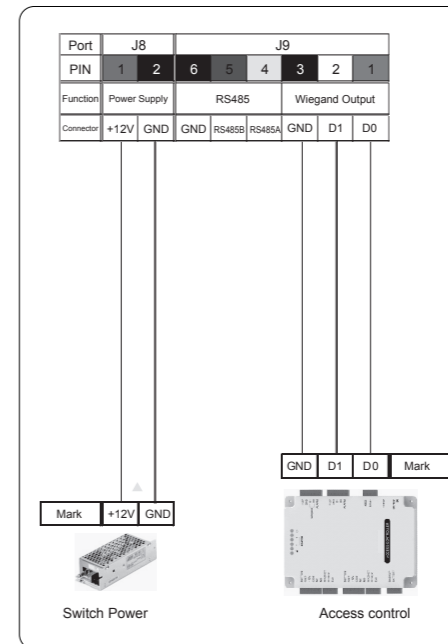 Port J8 J9
PIN 1 2 6 5 4 3 2 1
Function Power Supply RS485 Wiegand Output
Connector +12V GND GND RS485B RS485A GND D1 D0
GND D1 D0 Mark
Mark +12V GND
Switch Power Access control